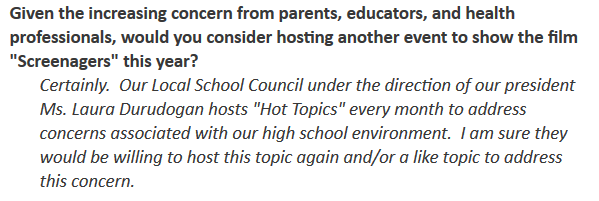 Given the increasing concern from parents, educators, and health
professionals, would you consider hosting another event to show the film
"Screenagers" this year?
Certainly.  Our Local School Council under the direction of our president
Ms. Laura Durudogan hosts "Hot Topics" every month to address
concerns associated with our high school environment.  I am sure they
would be willing to host this topic again and/or a like topic to address
this concern.